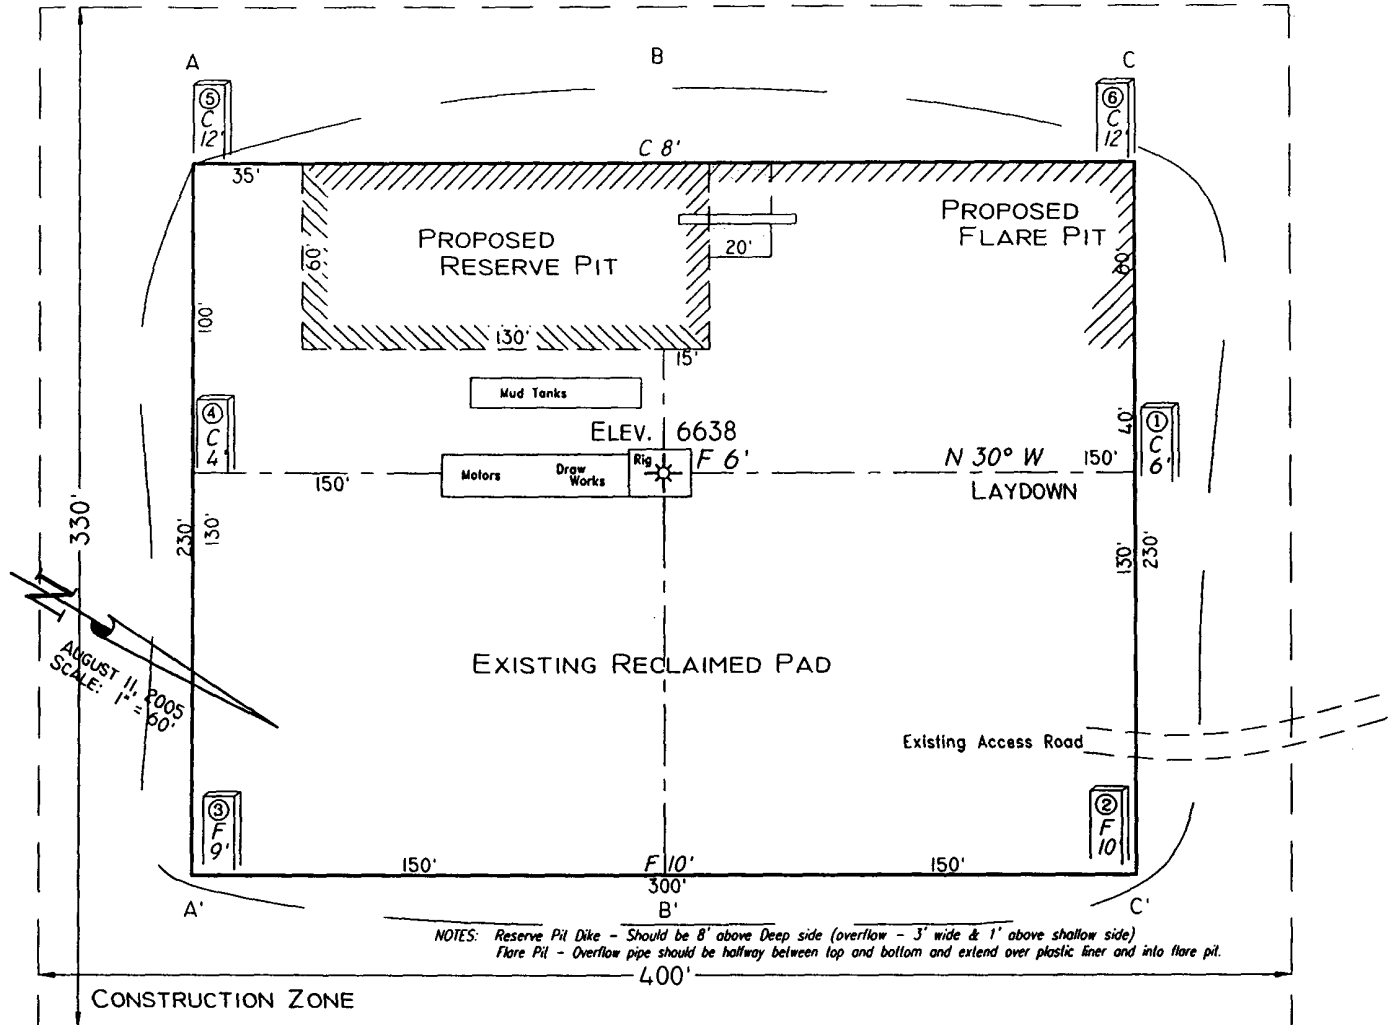 A
B
C
⑤
C
12'
⑥
C
12'
C 8'
35'
PROPOSED
RESERVE PIT
PROPOSED
FLARE PIT
60'
20'
100'
130'
15'
Mud Tanks
④
C
4'
ELEV. 6638
F 6'
Rig
Motors
Draw
Works
N 30° W
LAYDOWN
40'
①
C
6'
150'
150'
330'
230'
130'
130'
230'
N
AUGUST 11, 2005
SCALE: 1" = 60'
EXISTING RECLAIMED PAD
Existing Access Road
③
F
9'
②
F
10'
150'
F 10'
150'
300'
A'
B'
C'
NOTES: Reserve Pit Dike - Should be 8' above Deep side (overflow - 3' wide & 1' above shallow side)
Flare Pit - Overflow pipe should be halfway between top and bottom and extend over plastic liner and into flare pit.
400'
CONSTRUCTION ZONE